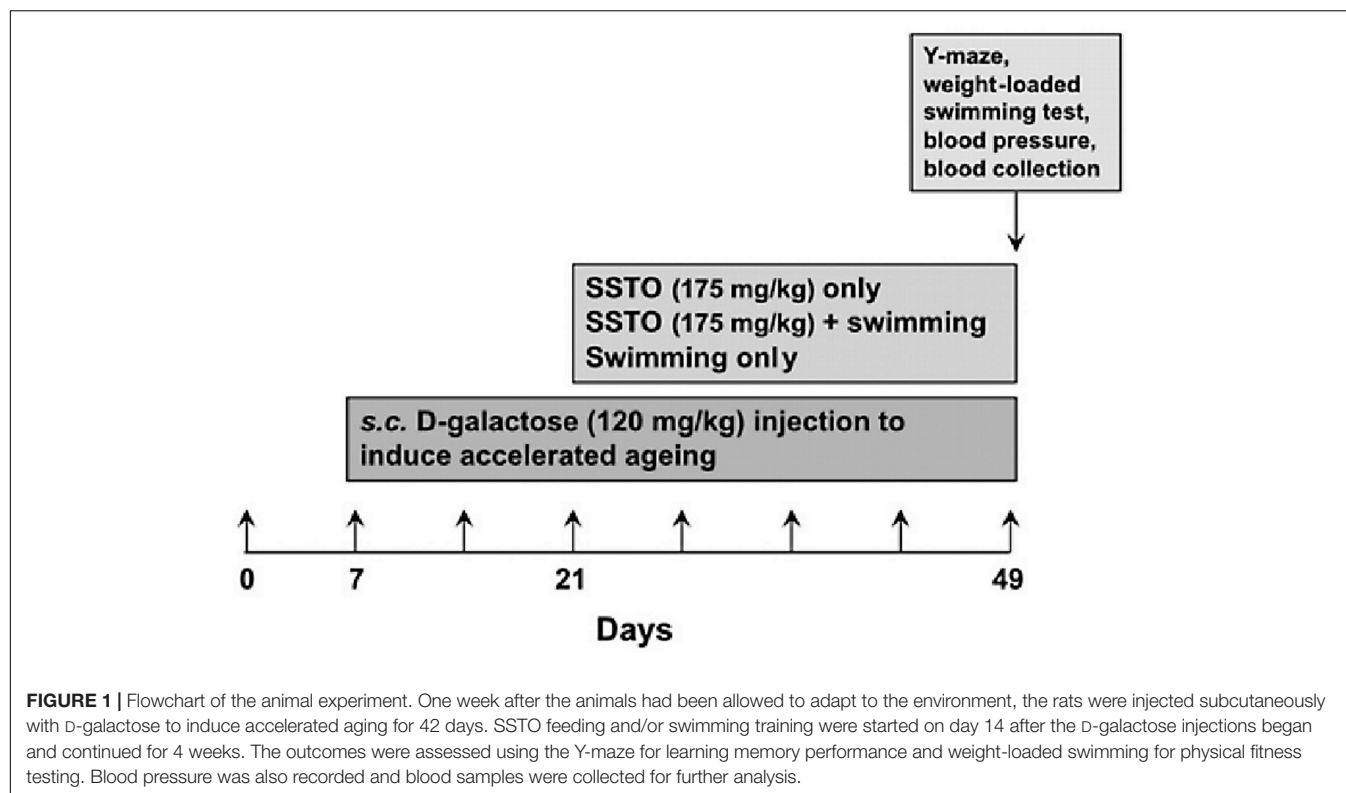 Y-maze,
weight-loaded
swimming test,
blood pressure,
blood collection
SSTO (175 mg/kg) only
SSTO (175 mg/kg) + swimming
Swimming only
s.c. D-galactose (120 mg/kg) injection to
induce accelerated ageing
0 7 21 49
Days
FIGURE 1 | Flowchart of the animal experiment. One week after the animals had been allowed to adapt to the environment, the rats were injected subcutaneously
with D-galactose to induce accelerated aging for 42 days. SSTO feeding and/or swimming training were started on day 14 after the D-galactose injections began
and continued for 4 weeks. The outcomes were assessed using the Y-maze for learning memory performance and weight-loaded swimming for physical fitness
testing. Blood pressure was also recorded and blood samples were collected for further analysis.